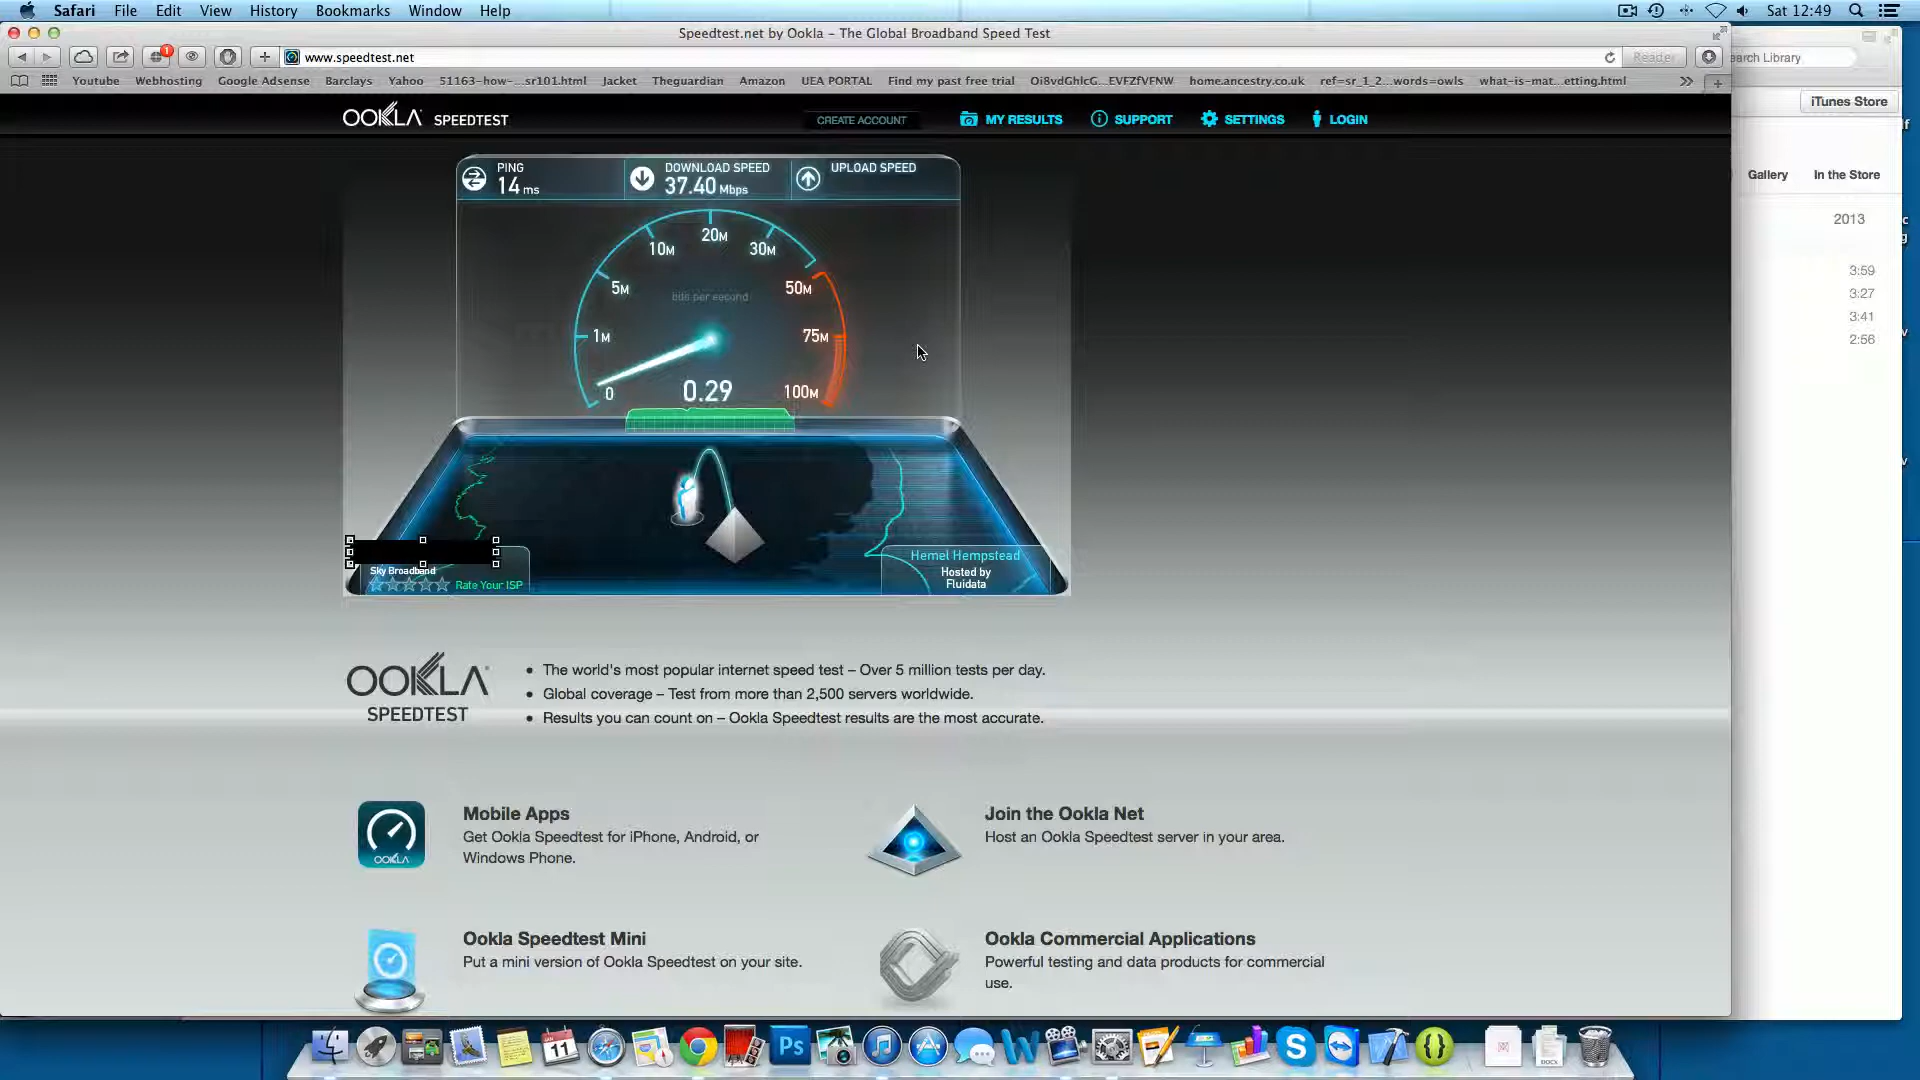 Safari File Edit View History Bookmarks Window Help
Sat 12:49
Speedtest.net by Ookla – The Global Broadband Speed Test
www.speedtest.net
Reader
arch Library
Youtube Webhosting Google Adsense Barclays Yahoo 51163-how-...sr101.html Jacket Theguardian Amazon UEA PORTAL Find my past free trial Oi8vdGhlcG...EVFZfVFNW home.ancestry.co.uk ref=sr_1_2...words=owls what-is-mat...etting.html
iTunes Store
OOKLA SPEEDTEST
CREATE ACCOUNT
MY RESULTS
SUPPORT
SETTINGS
LOGIN
Gallery In the Store
2013
3:59
3:27
3:41
2:56
PING
14 ms
DOWNLOAD SPEED
37.40 Mbps
UPLOAD SPEED
20M
10M
30M
5M
50M
bits per second
1M
75M
0
0.29
100M
Sky Broadband
Rate Your ISP
Hemel Hempstead
Hosted by
Fluidata
OOKLA
SPEEDTEST
• The world's most popular internet speed test – Over 5 million tests per day.
• Global coverage – Test from more than 2,500 servers worldwide.
• Results you can count on – Ookla Speedtest results are the most accurate.
OOKLA
Mobile Apps
Get Ookla Speedtest for iPhone, Android, or
Windows Phone.
Join the Ookla Net
Host an Ookla Speedtest server in your area.
Ookla Speedtest Mini
Put a mini version of Ookla Speedtest on your site.
Ookla Commercial Applications
Powerful testing and data products for commercial
use.
11
Ps